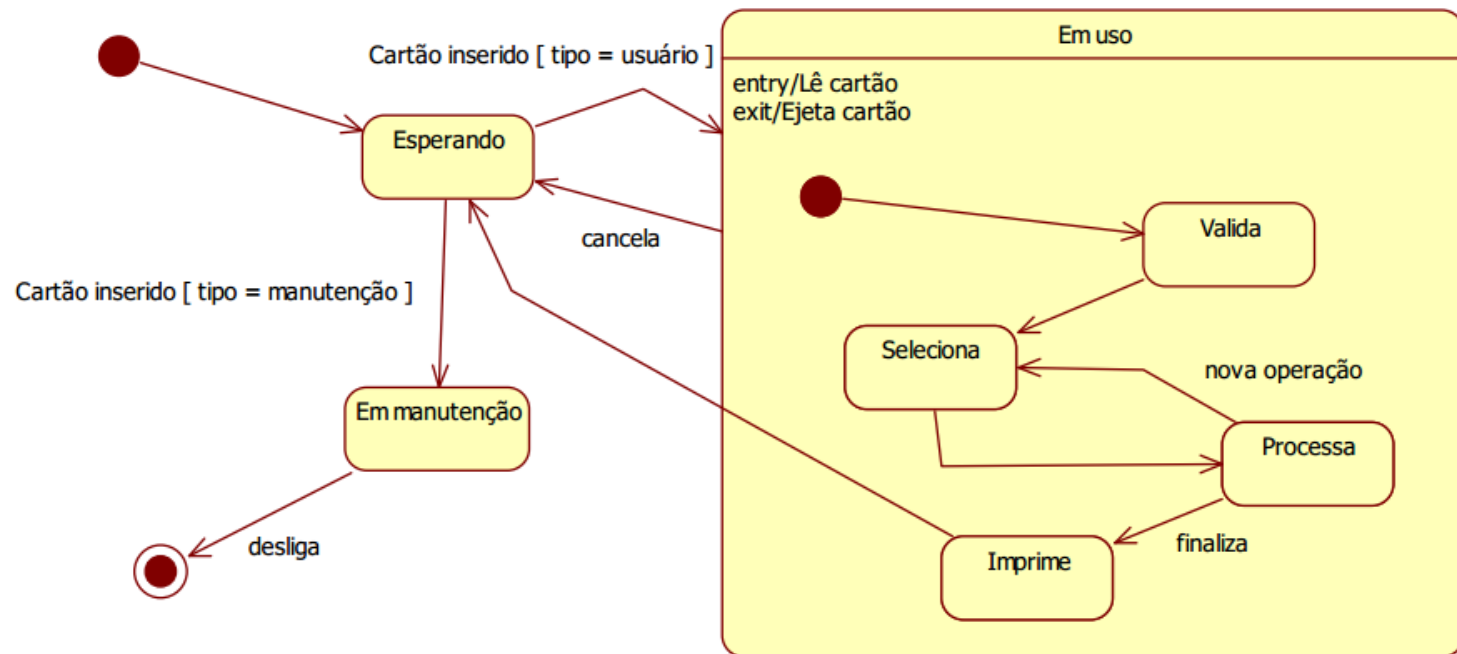 Cartão inserido [ tipo = usuário ]
Em uso
entry/Lê cartão
exit/Ejeta cartão
Esperando
Valida
cancela
Cartão inserido [ tipo = manutenção ]
Seleciona
nova operação
Em manutenção
Processa
desliga
finaliza
Imprime